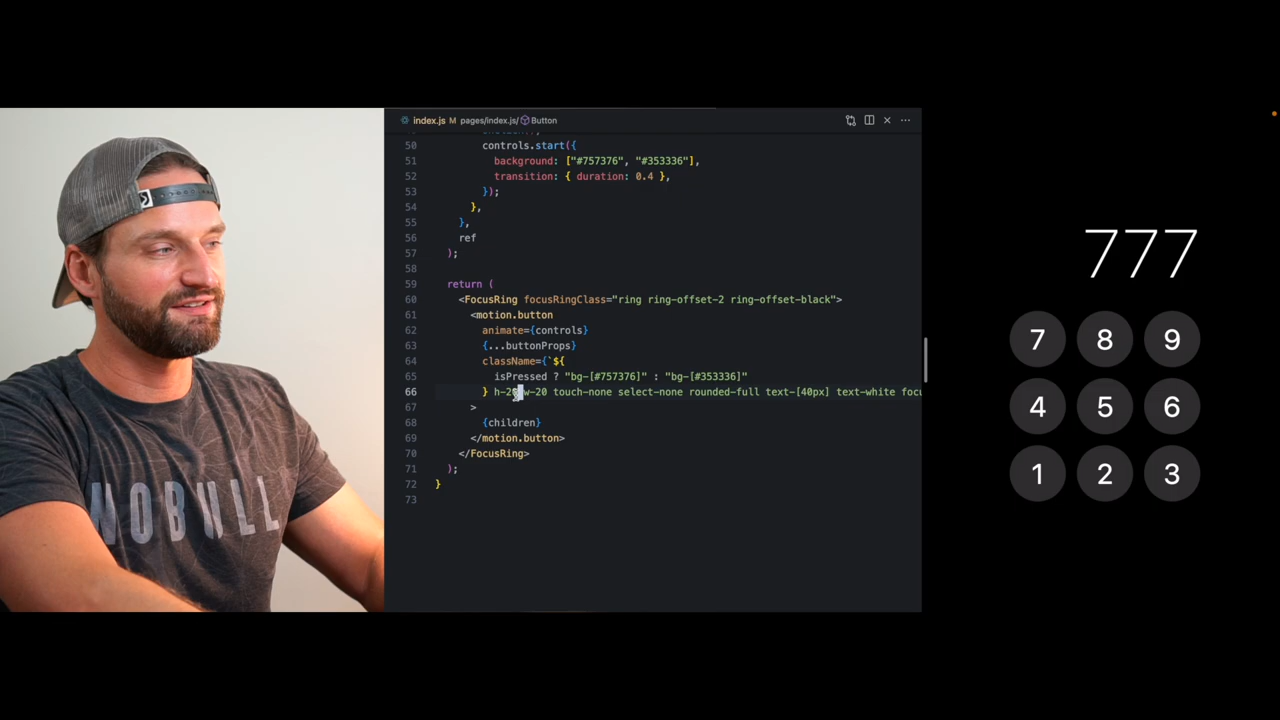 NOBULL
index.js M pages/index.js/ Button
50 controls.start({
51 background: ["#757376", "#353336"],
52 transition: { duration: 0.4 },
53 });
54 },
55 },
56 ref
57 );
58
59 return (
60 <FocusRing focusRingClass="ring ring-offset-2 ring-offset-black">
61 <motion.button
62 animate={controls}
63 {...buttonProps}
64 className={`${
65 isPressed ? "bg-[#757376]" : "bg-[#353336]"
66 } h-20 w-20 touch-none select-none rounded-full text-[40px] text-white focu
67 >
68 {children}
69 </motion.button>
70 </FocusRing>
71 );
72 }
73
777
7 8 9
4 5 6
1 2 3